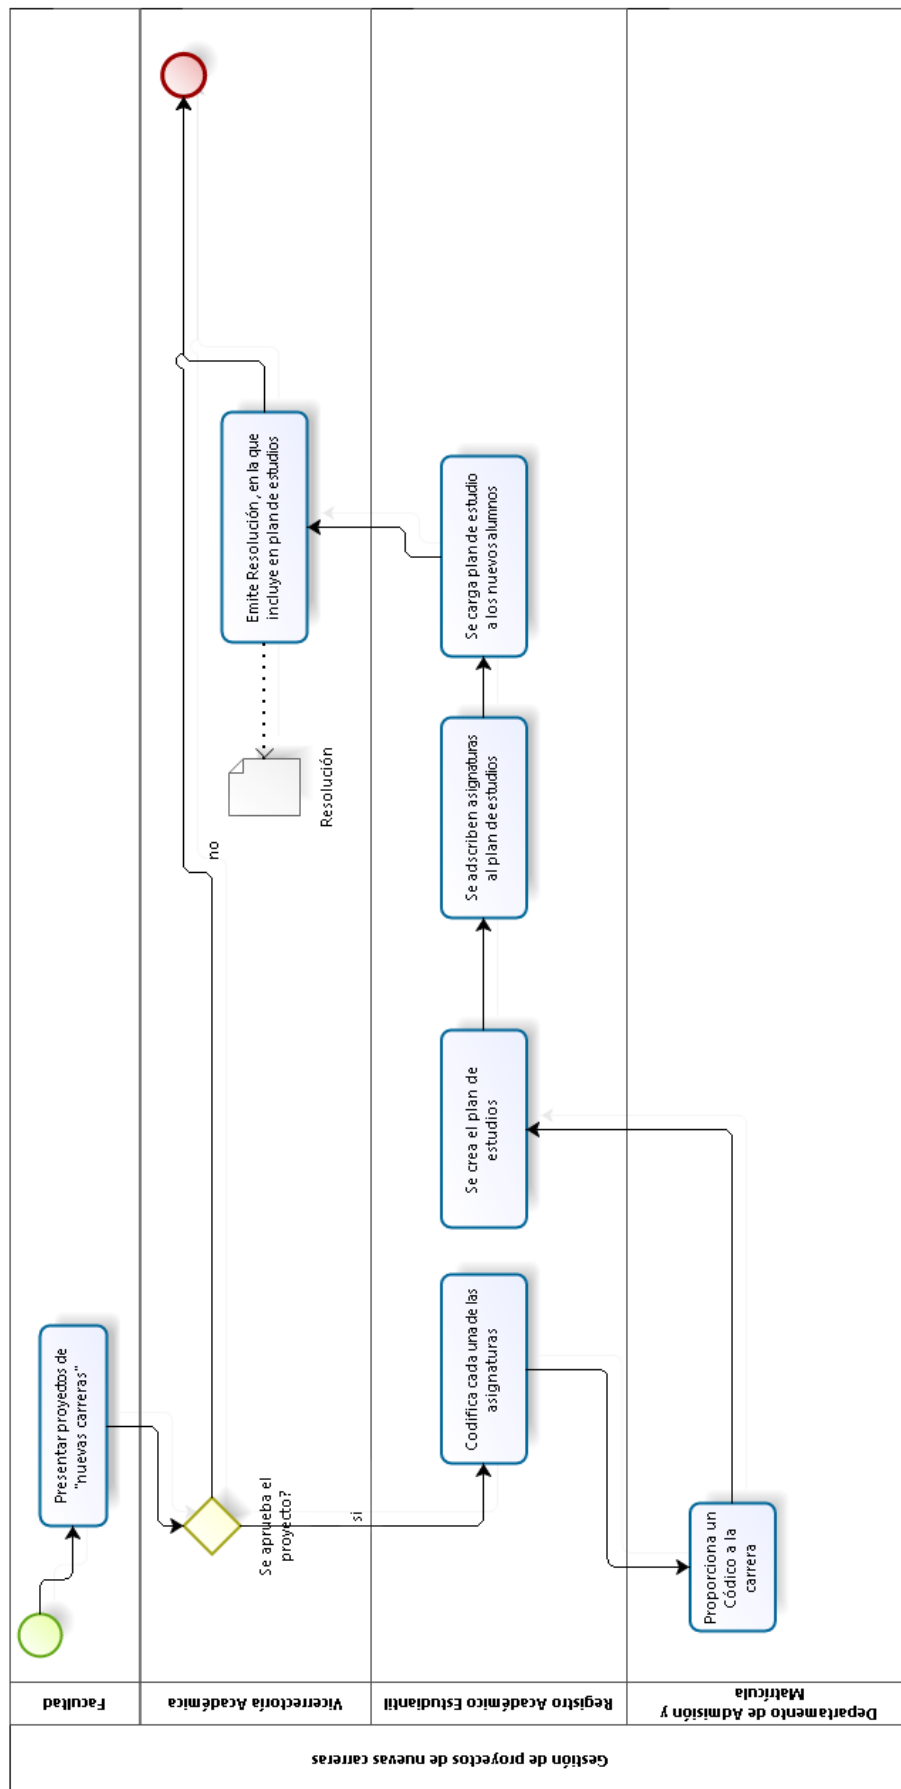 Gestión de proyectos de nuevas carreras
Facultad
Presentar proyectos de
"nuevas carreras"
Vicerrectoría Académica
Se aprueba el
proyecto?
no
si
Resolución
Emite Resolución, en la que
incluye en plan de estudios
Registro Académico Estudiantil
Codifica cada una de las
asignaturas
Se crea el plan de
estudios
Se adscriben asignaturas
al plan de estudios
Se carga plan de estudio
a los nuevos alumnos
Departamento de Admisión y
Matrícula
Proporciona un
Códico a la
carrera